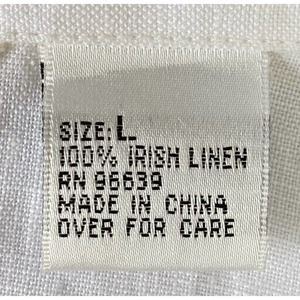 SIZE: L
100% IRISH LINEN
RN 96639
MADE IN CHINA
OVER FOR CARE